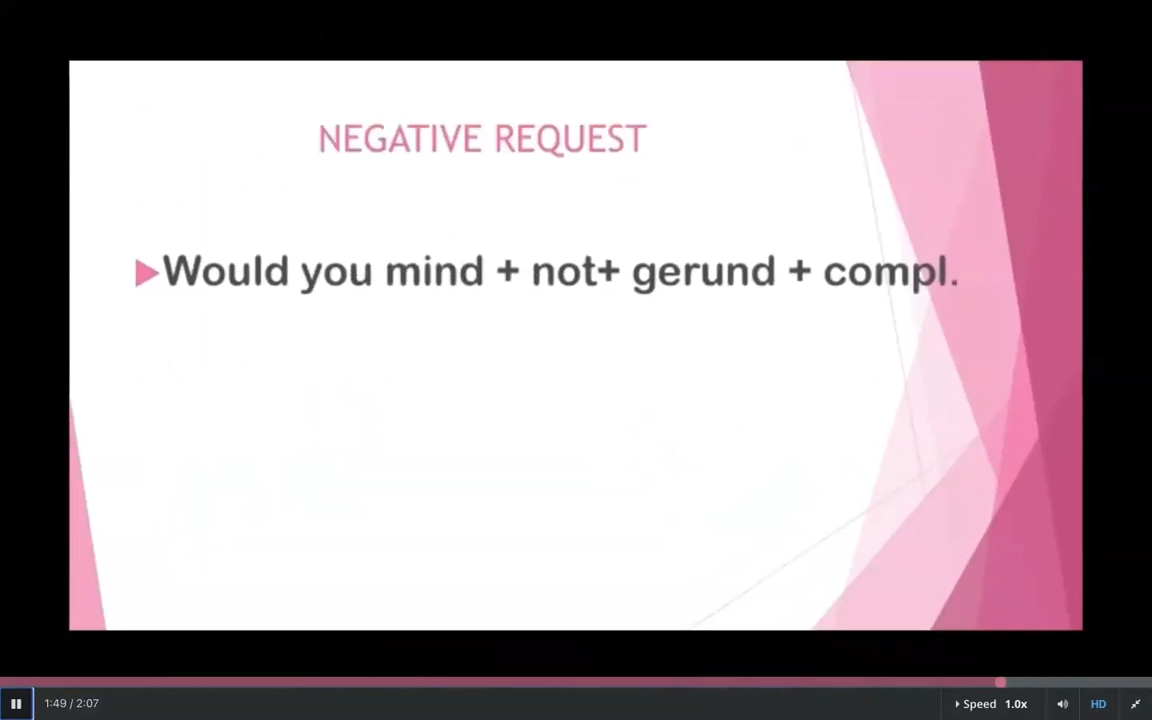 NEGATIVE REQUEST
Would you mind + not+ gerund + compl.
1:49 / 2:07
Speed 1.0x
HD